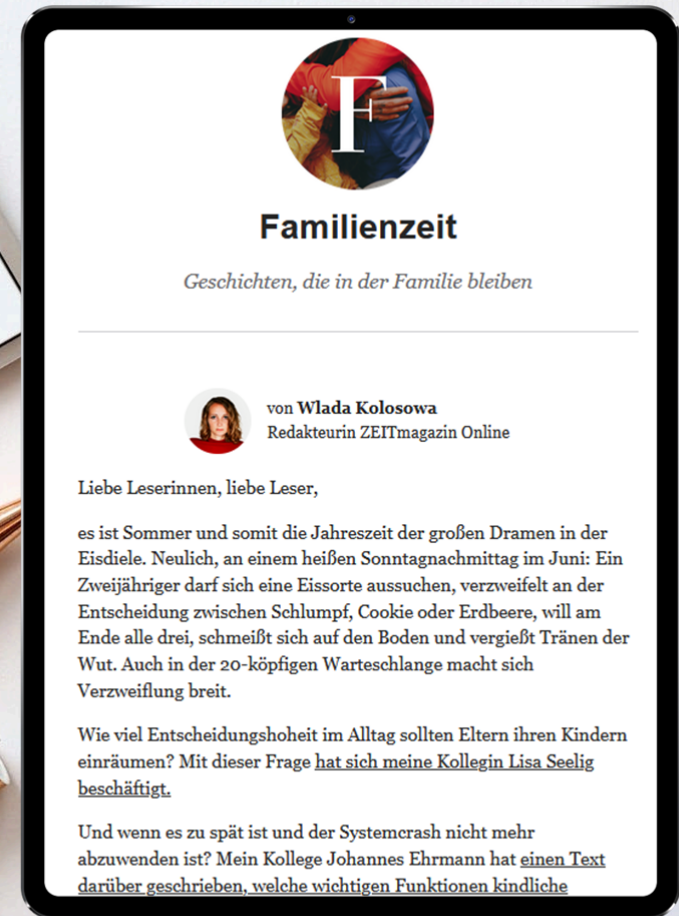 F
Familienzeit
Geschichten, die in der Familie bleiben
von Wlada Kolosowa
Redakteurin ZEITmagazin Online
Liebe Leserinnen, liebe Leser,
es ist Sommer und somit die Jahreszeit der großen Dramen in der
Eisdiele. Neulich, an einem heißen Sonntagnachmittag im Juni: Ein
Zweijähriger darf sich eine Eissorte aussuchen, verzweifelt an der
Entscheidung zwischen Schlumpf, Cookie oder Erdbeere, will am
Ende alle drei, schmeißt sich auf den Boden und vergießt Tränen der
Wut. Auch in der 20-köpfigen Warteschlange macht sich
Verzweiflung breit.
Wie viel Entscheidungshoheit im Alltag sollten Eltern ihren Kindern
einräumen? Mit dieser Frage hat sich meine Kollegin Lisa Seelig
beschäftigt.
Und wenn es zu spät ist und der Systemcrash nicht mehr
abzuwenden ist? Mein Kollege Johannes Ehrmann hat einen Text
darüber geschrieben, welche wichtigen Funktionen kindliche